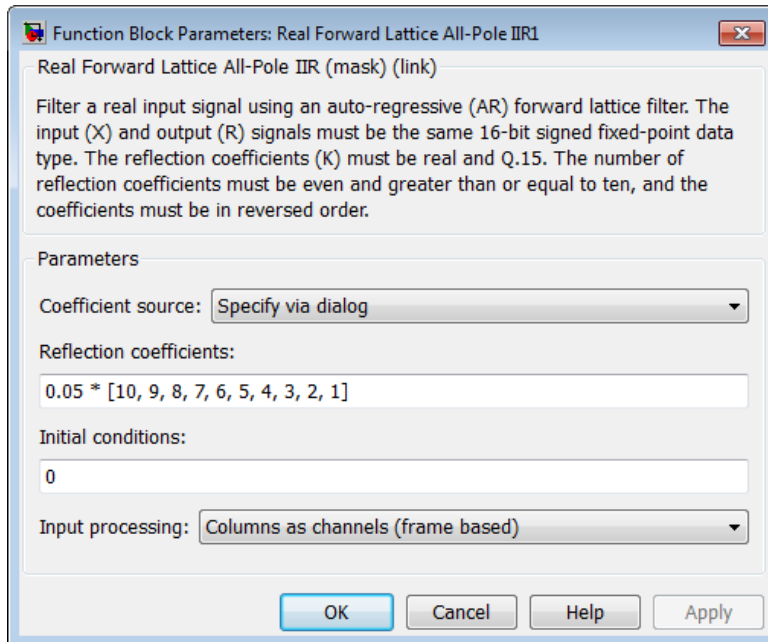 Function Block Parameters: Real Forward Lattice All-Pole IIR1
Real Forward Lattice All-Pole IIR (mask) (link)
Filter a real input signal using an auto-regressive (AR) forward lattice filter. The
input (X) and output (R) signals must be the same 16-bit signed fixed-point data
type. The reflection coefficients (K) must be real and Q.15. The number of
reflection coefficients must be even and greater than or equal to ten, and the
coefficients must be in reversed order.
Parameters
Coefficient source: Specify via dialog
Reflection coefficients:
0.05 * [10, 9, 8, 7, 6, 5, 4, 3, 2, 1]
Initial conditions:
0
Input processing: Columns as channels (frame based)
OK Cancel Help Apply